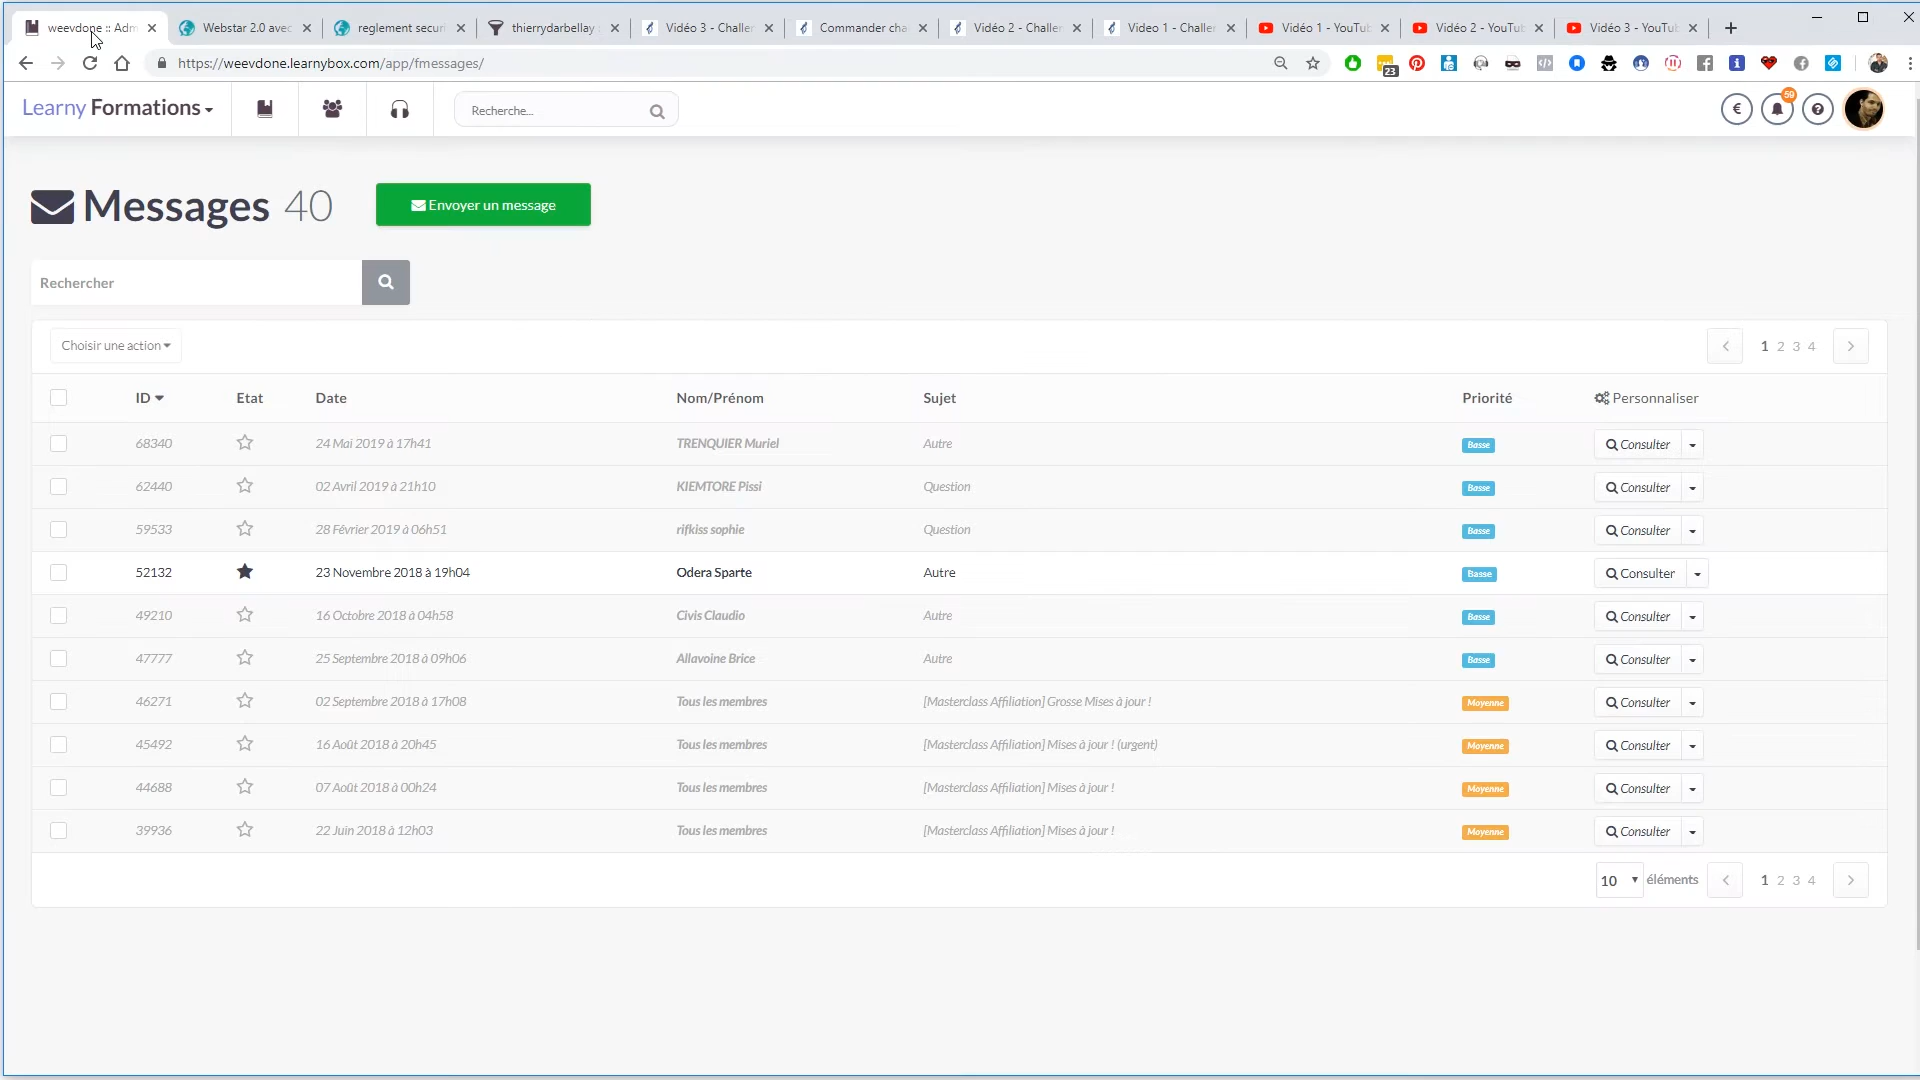 weevdone :: Adm
Webstar 2.0 avec
reglement securi
thierrydarbellay
Vidéo 3 - Challer
Commander cha
Vidéo 2 - Challer
Video 1 - Challer
Vidéo 1 - YouTub
Vidéo 2 - YouTub
Vidéo 3 - YouTub
https://weevdone.learnybox.com/app/fmessages/
23
Learny Formations
Recherche...
€
50
Messages 40
Envoyer un message
Rechercher
Choisir une action
1 2 3 4
ID Etat Date Nom/Prénom Sujet Priorité Personnaliser
68340 24 Mai 2019 à 17h41 TRENQUIER Muriel Autre Basse Consulter
62440 02 Avril 2019 à 21h10 KIEMTORE Pissi Question Basse Consulter
59533 28 Février 2019 à 06h51 rifkiss sophie Question Basse Consulter
52132 23 Novembre 2018 à 19h04 Odera Sparte Autre Basse Consulter
49210 16 Octobre 2018 à 04h58 Civis Claudio Autre Basse Consulter
47777 25 Septembre 2018 à 09h06 Allavoine Brice Autre Basse Consulter
46271 02 Septembre 2018 à 17h08 Tous les membres [Masterclass Affiliation] Grosse Mises à jour ! Moyenne Consulter
45492 16 Août 2018 à 20h45 Tous les membres [Masterclass Affiliation] Mises à jour ! (urgent) Moyenne Consulter
44688 07 Août 2018 à 00h24 Tous les membres [Masterclass Affiliation] Mises à jour ! Moyenne Consulter
39936 22 Juin 2018 à 12h03 Tous les membres [Masterclass Affiliation] Mises à jour ! Moyenne Consulter
10 éléments 1 2 3 4